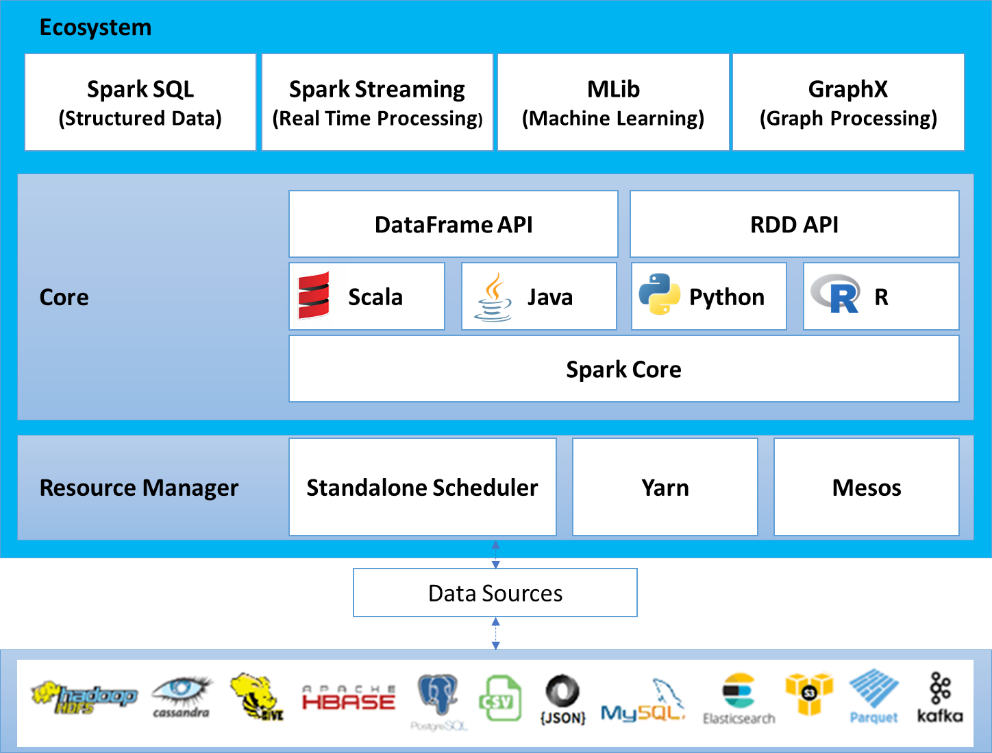 Ecosystem
Spark SQL
(Structured Data)
Spark Streaming
(Real Time Processing)
MLib
(Machine Learning)
GraphX
(Graph Processing)
Core
DataFrame API
RDD API
Scala
Java
Python
R
Spark Core
Resource Manager
Standalone Scheduler
Yarn
Mesos
Data Sources
hadoop
HDFS
cassandra
HIVE
APACHE
HBASE
PostgreSQL
CSV
{JSON}
MySQL
Elasticsearch
S3
Parquet
kafka